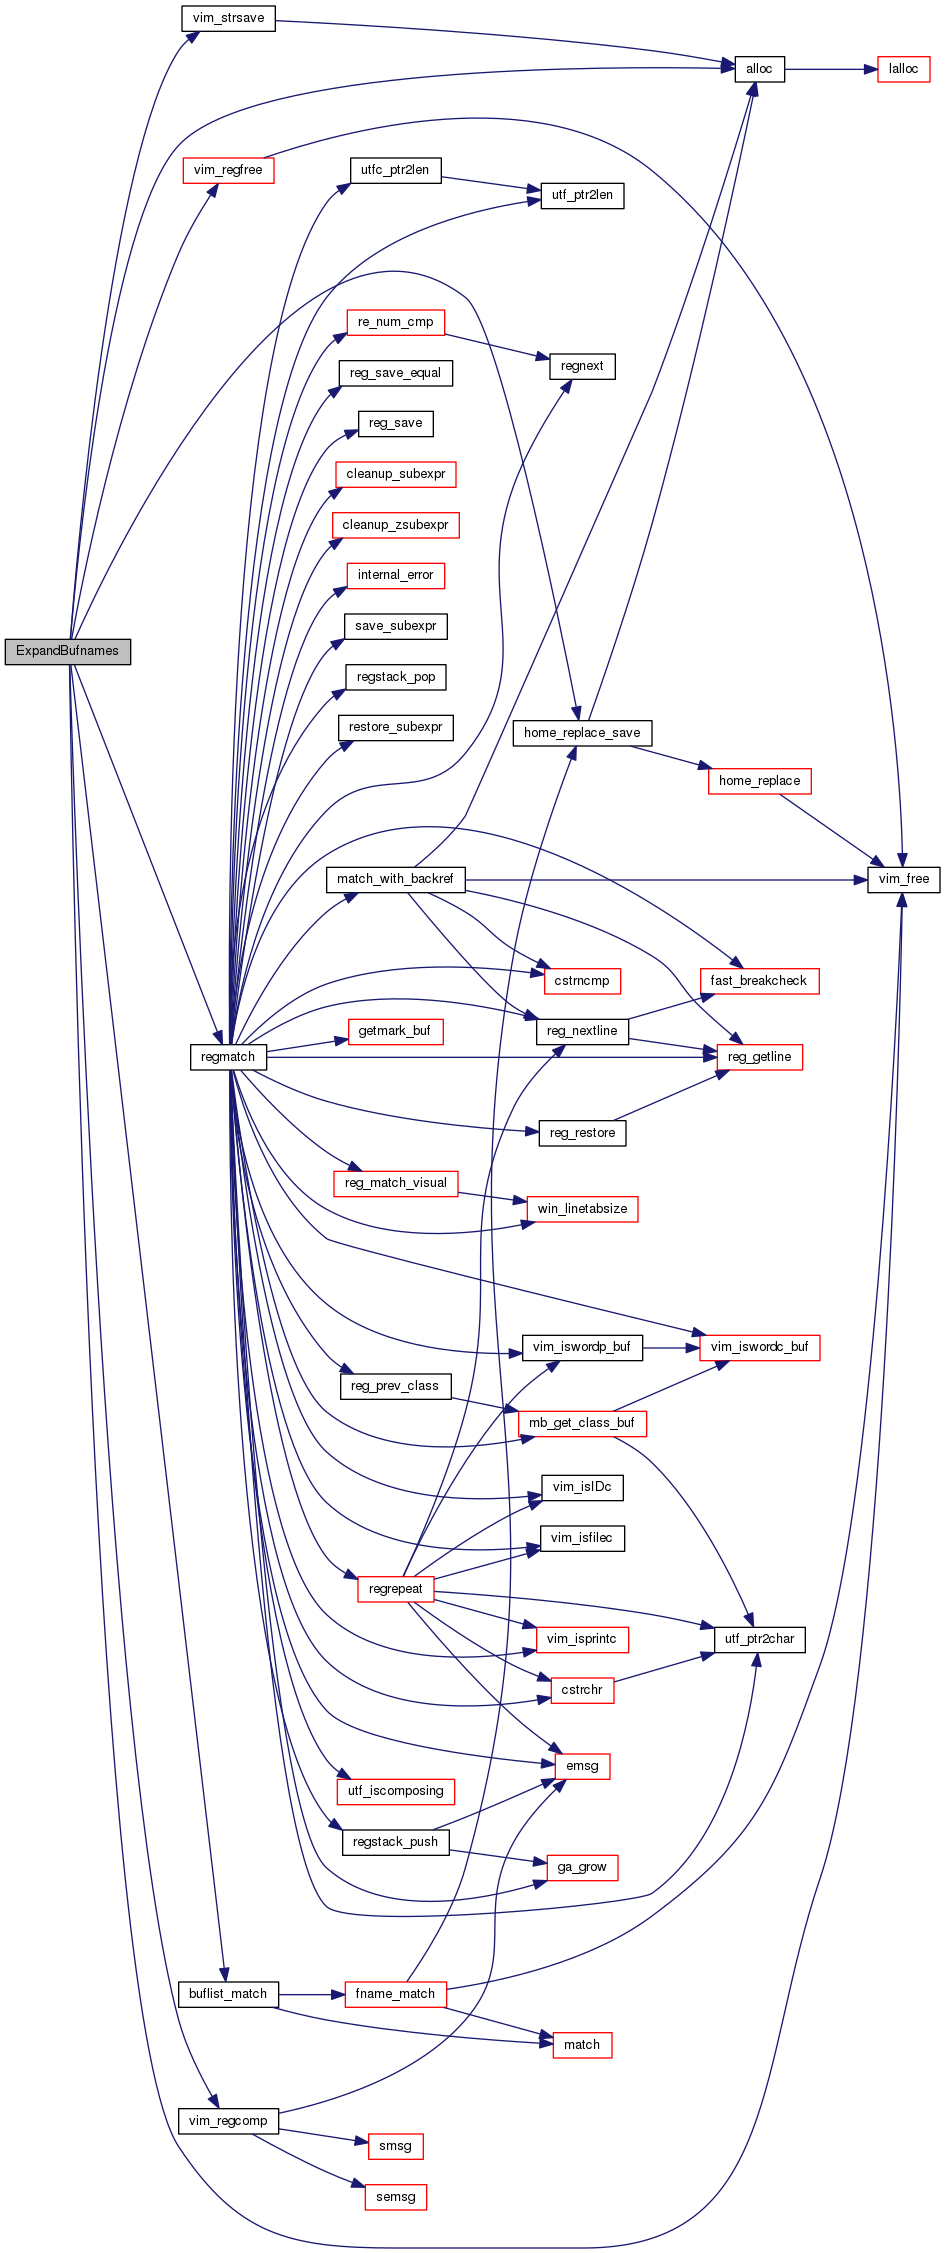 vim_strsave
alloc
lalloc
vim_regfree
utfc_ptr2len
utf_ptr2len
re_num_cmp
regnext
reg_save_equal
reg_save
cleanup_subexpr
cleanup_zsubexpr
internal_error
save_subexpr
ExpandBufnames
regstack_pop
restore_subexpr
home_replace_save
home_replace
match_with_backref
vim_free
cstrncmp
fast_breakcheck
getmark_buf
reg_nextline
regmatch
reg_getline
reg_restore
reg_match_visual
win_linetabsize
vim_iswordp_buf
vim_iswordc_buf
reg_prev_class
mb_get_class_buf
vim_isIDc
vim_isfilec
regrepeat
vim_isprintc
utf_ptr2char
cstrchr
emsg
utf_iscomposing
regstack_push
ga_grow
buflist_match
fname_match
match
vim_regcomp
smsg
semsg